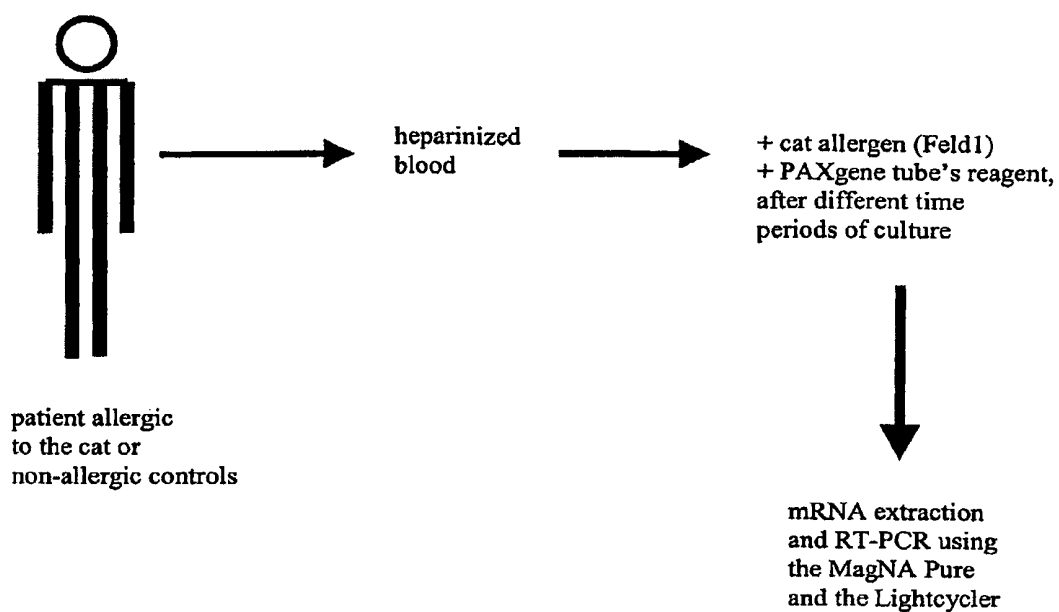 heparinized
blood
+ cat allergen (Feld1)
+ PAXgene tube's reagent,
after different time
periods of culture
patient allergic
to the cat or
non-allergic controls
mRNA extraction
and RT-PCR using
the MagNA Pure
and the Lightcycler